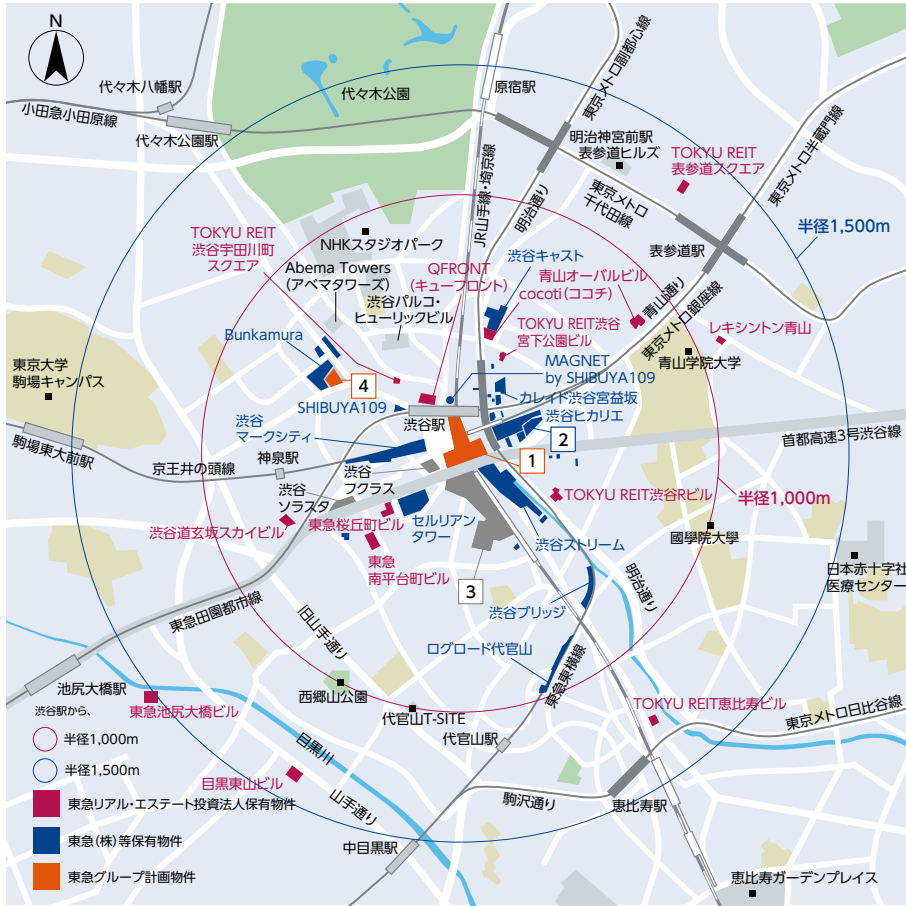 N
代々木八幡駅
小田急小田原線
代々木公園駅
代々木公園
原宿駅
東京メトロ副都心線
明治神宮前駅
表参道ヒルズ
TOKYU REIT
表参道スクエア
東京メトロ半蔵門線
東京メトロ
千代田線
JR山手線・埼京線
明治通り
表参道駅
半径1,500m
TOKYU REIT
渋谷宇田川町
スクエア
NHKスタジオパーク
Abema Towers
(アベマタワーズ)
渋谷パルコ・
ヒューリックビル
QFRONT
(キューフロント)
渋谷キャスト
青山オーバルビル
cocoti(ココチ)
青山通り
東京メトロ銀座線
TOKYU REIT渋谷
宮下公園ビル
レキシントン青山
青山学院大学
Bunkamura
東京大学
駒場キャンパス
4
MAGNET
by SHIBUYA109
SHIBUYA109
カレイド渋谷宮益坂
渋谷ヒカリエ
渋谷駅
渋谷
マークシティ
2
首都高速3号渋谷線
駒場東大前駅
京王井の頭線
神泉駅
1
渋谷
フクラス
渋谷
ソラスタ
TOKYU REIT渋谷Rビル
半径1,000m
渋谷道玄坂スカイビル
東急桜丘町ビル
セルリアン
タワー
渋谷ストリーム
國學院大學
東急
南平台町ビル
3
明治通り
日本赤十字社
医療センター
東急田園都市線
旧山手通り
渋谷ブリッジ
ログロード代官山
東急東横線
池尻大橋駅
東急池尻大橋ビル
西郷山公園
代官山T-SITE
代官山駅
TOKYU REIT恵比寿ビル
東京メトロ日比谷線
目黒川
目黒東山ビル
山手通り
駒沢通り
恵比寿駅
中目黒駅
恵比寿ガーデンプレイス
渋谷駅から、
半径1,000m
半径1,500m
東急リアル・エステート投資法人保有物件
東急(株)等保有物件
東急グループ計画物件